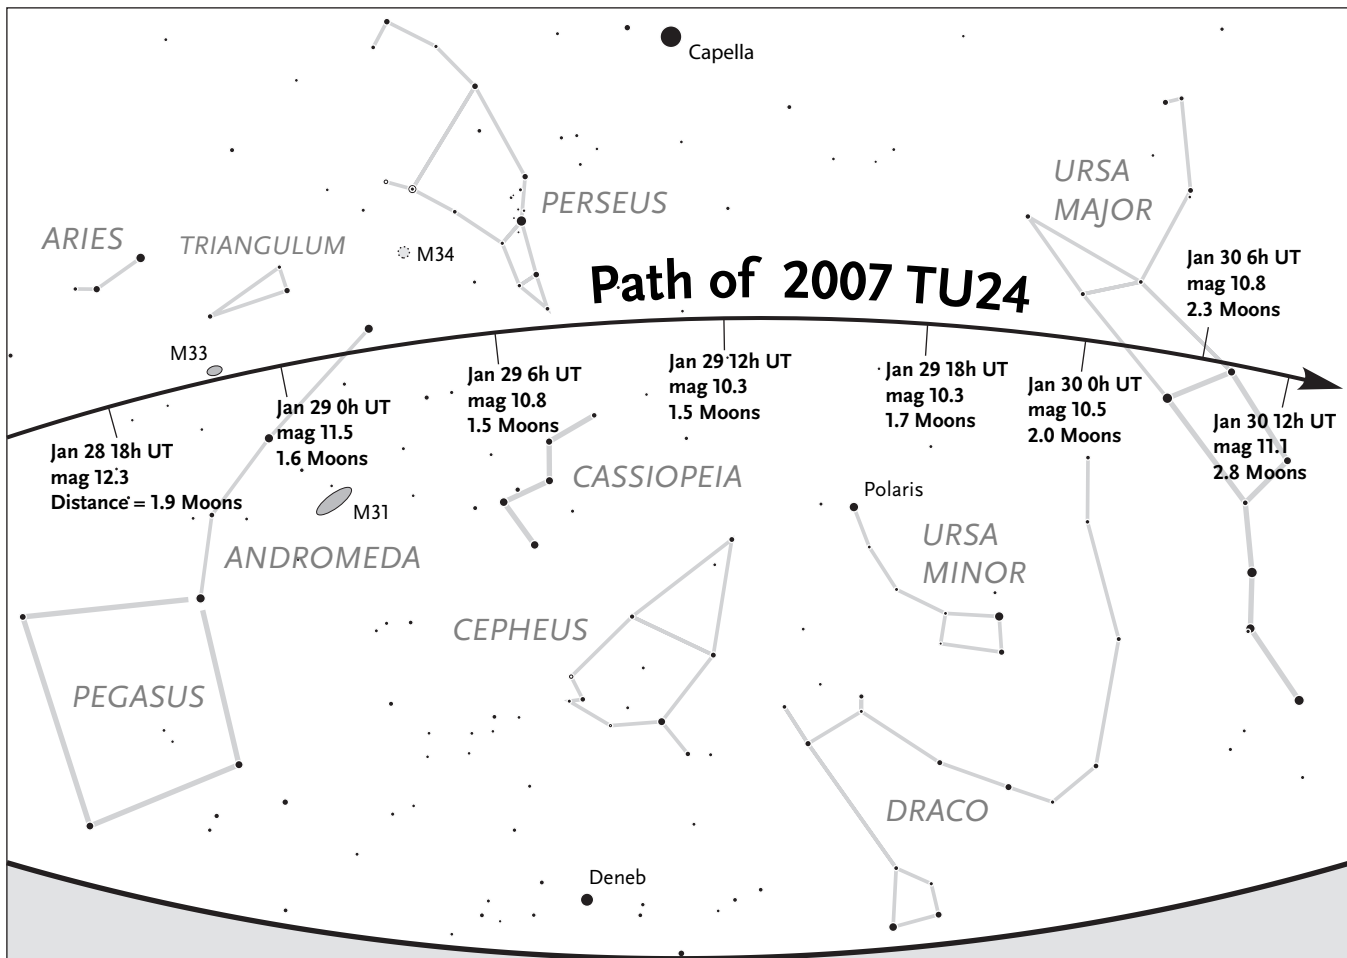 Capella
URSA
MAJOR
PERSEUS
ARIES
TRIANGULUM
M34
Path of 2007 TU24
Jan 30 6h UT
mag 10.8
2.3 Moons
M33
Jan 28 18h UT
mag 12.3
Distance = 1.9 Moons
Jan 29 0h UT
mag 11.5
1.6 Moons
Jan 29 6h UT
mag 10.8
1.5 Moons
Jan 29 12h UT
mag 10.3
1.5 Moons
Jan 29 18h UT
mag 10.3
1.7 Moons
Jan 30 0h UT
mag 10.5
2.0 Moons
Jan 30 12h UT
mag 11.1
2.8 Moons
M31
CASSIOPEIA
Polaris
ANDROMEDA
URSA
MINOR
CEPHEUS
PEGASUS
DRACO
Deneb